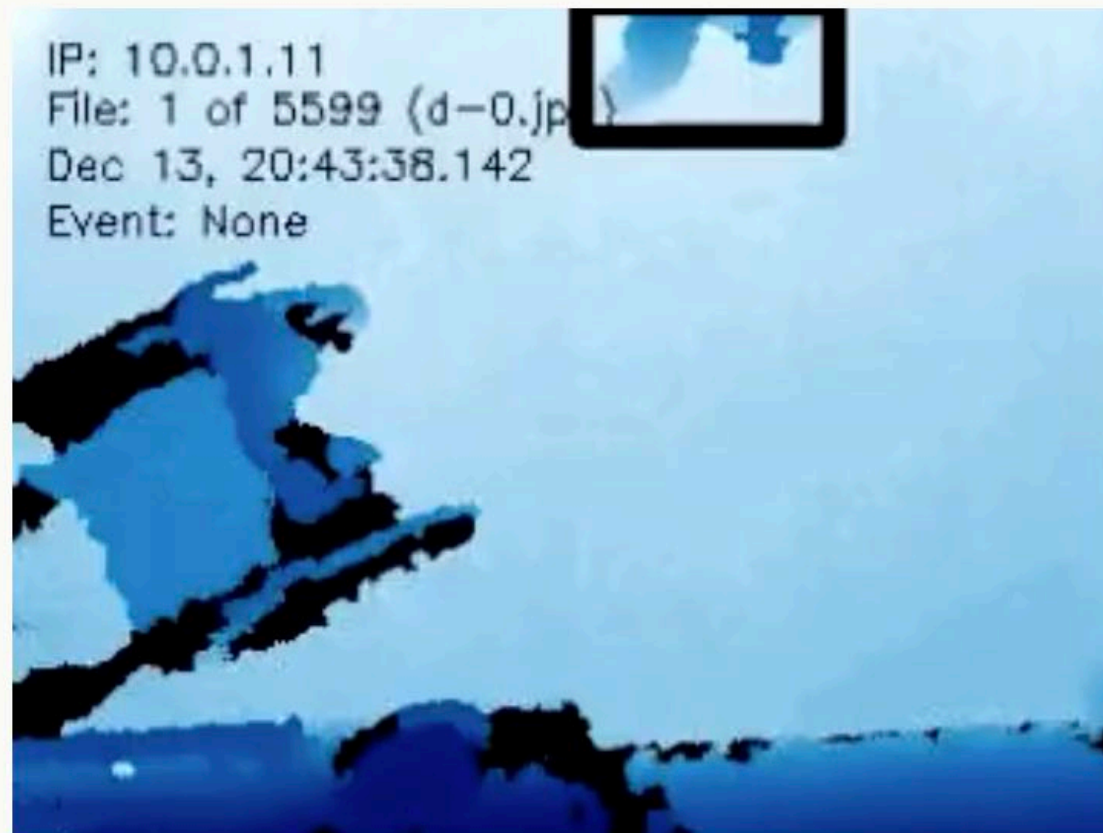 IP: 10.0.1.11
File: 1 of 5599 (d-0.jp )
Dec 13, 20:43:38.142
Event: None